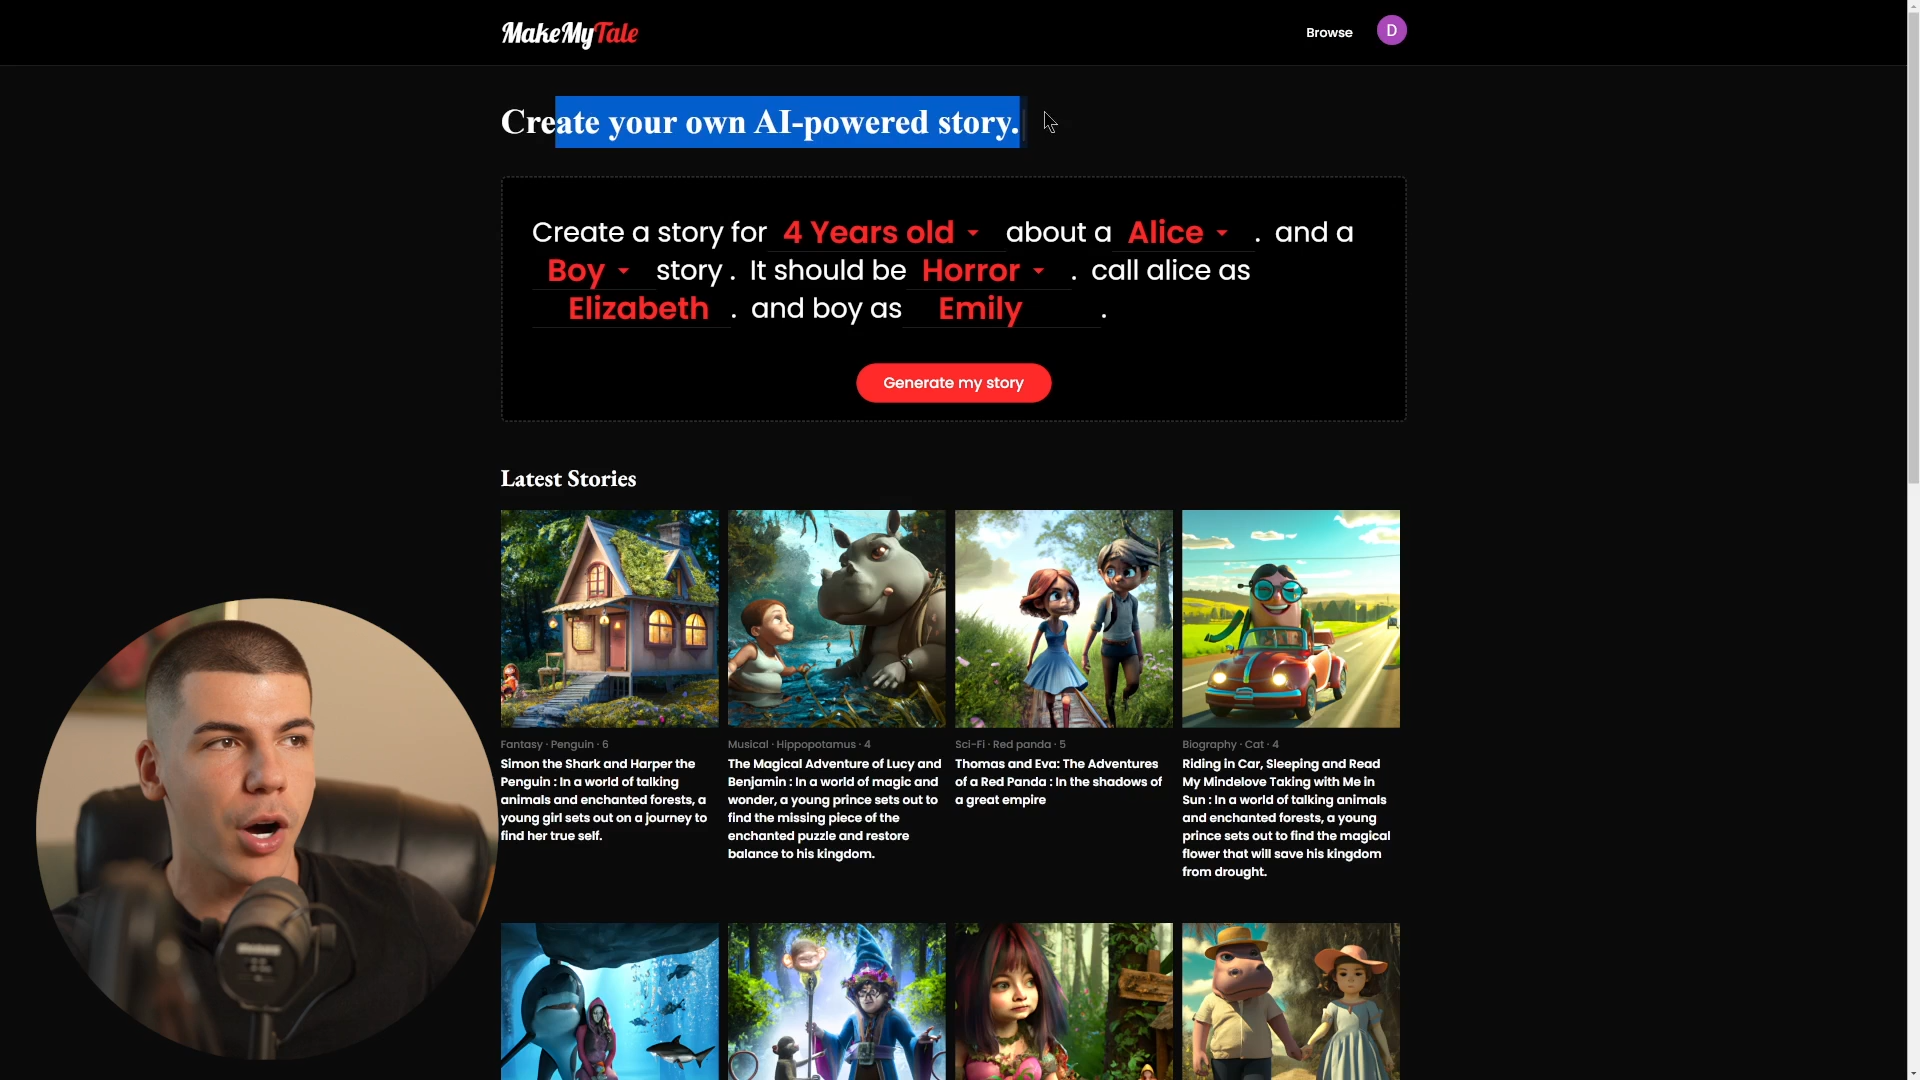 MakeMyTale
Browse
D
Create your own AI-powered story.
Create a story for 4 Years old about a Alice . and a
Boy story . It should be Horror . call alice as
Elizabeth . and boy as Emily .
Generate my story
Latest Stories
Fantasy · Penguin · 6
Simon the Shark and Harper the
Penguin : In a world of talking
animals and enchanted forests, a
young girl sets out on a journey to
find her true self.
Musical · Hippopotamus · 4
The Magical Adventure of Lucy and
Benjamin : In a world of magic and
wonder, a young prince sets out to
find the missing piece of the
enchanted puzzle and restore
balance to his kingdom.
Sci-Fi · Red panda · 5
Thomas and Eva: The Adventures
of a Red Panda : In the shadows of
a great empire
Biography · Cat · 4
Riding in Car, Sleeping and Read
My Mindelove Taking with Me in
Sun : In a world of talking animals
and enchanted forests, a young
prince sets out to find the magical
flower that will save his kingdom
from drought.